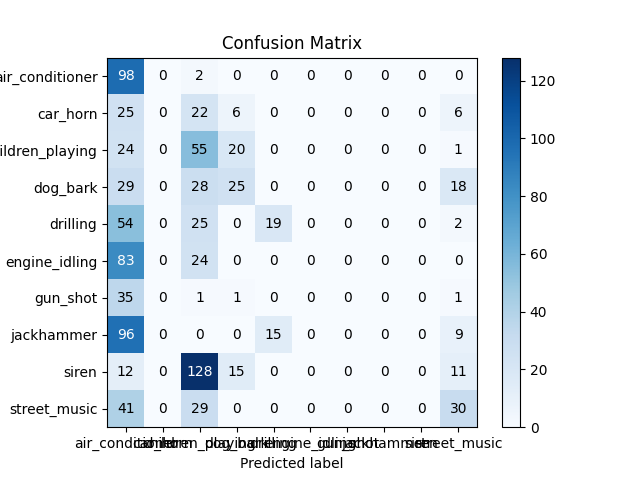 Confusion Matrix
air_conditioner 98 0 2 0 0 0 0 0 0 0
car_horn 25 0 22 6 0 0 0 0 0 6
ildren_playing 24 0 55 20 0 0 0 0 0 1
dog_bark 29 0 28 25 0 0 0 0 0 18
drilling 54 0 25 0 19 0 0 0 0 2
engine_idling 83 0 24 0 0 0 0 0 0 0
gun_shot 35 0 1 1 0 0 0 0 0 1
jackhammer 96 0 0 0 15 0 0 0 0 9
siren 12 0 128 15 0 0 0 0 0 11
street_music 41 0 29 0 0 0 0 0 0 30
street_music
Predicted label
120
100
80
60
40
20
0